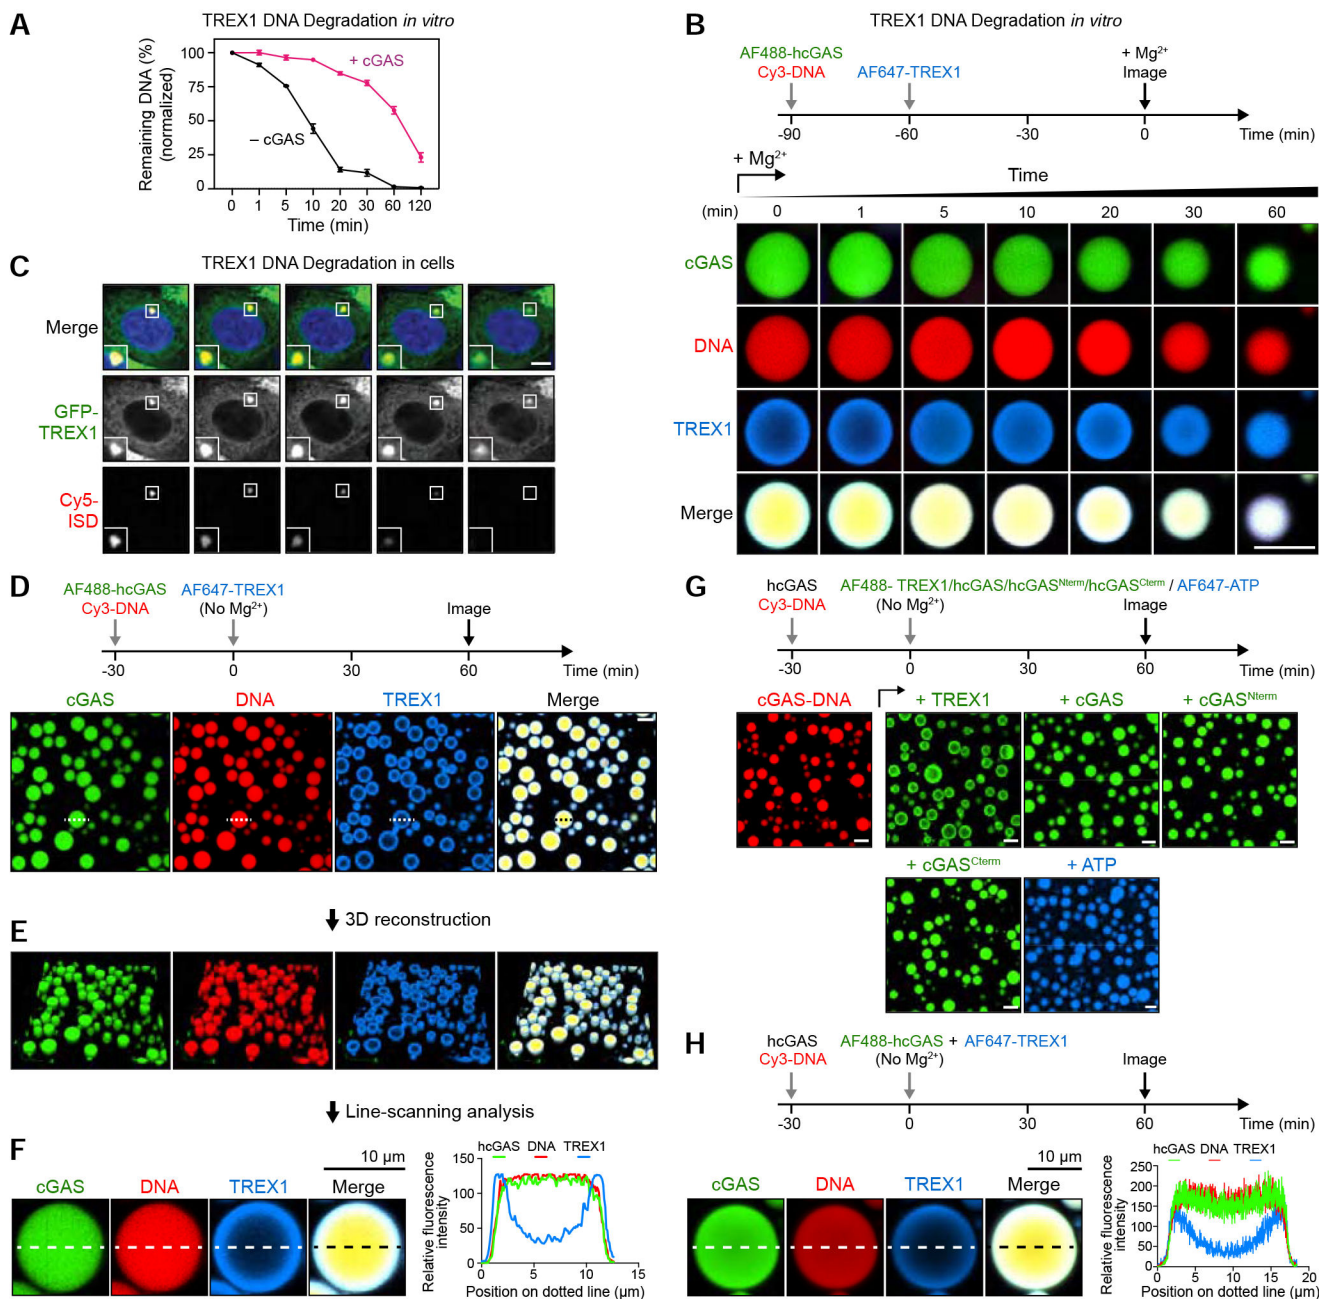 A
TREX1 DNA Degradation in vitro
Remaining DNA (%)
(normalized)
100
75
50
25
0
+ cGAS
– cGAS
0 1 5 10 20 30 60 120
Time (min)
B
TREX1 DNA Degradation in vitro
AF488-hcGAS
Cy3-DNA
AF647-TREX1
+ Mg²⁺
Image
-90 -60 -30 0 Time (min)
+ Mg²⁺
Time
(min) 0 1 5 10 20 30 60
cGAS
DNA
TREX1
Merge
C
TREX1 DNA Degradation in cells
Merge
GFP-
TREX1
Cy5-
ISD
D
AF488-hcGAS
Cy3-DNA
AF647-TREX1
(No Mg²⁺)
Image
-30 0 30 60 Time (min)
cGAS DNA TREX1 Merge
3D reconstruction
E
Line-scanning analysis
F
10 µm
cGAS DNA TREX1 Merge
hcGAS DNA TREX1
Relative fluorescence
intensity
150
100
50
0
0 5 10 15
Position on dotted line (µm)
G
hcGAS
Cy3-DNA
AF488- TREX1/hcGAS/hcGAS^Nterm/hcGAS^Cterm / AF647-ATP
(No Mg²⁺)
Image
-30 0 30 60 Time (min)
cGAS-DNA
+ TREX1 + cGAS + cGAS^Nterm
+ cGAS^Cterm + ATP
H
hcGAS
Cy3-DNA
AF488-hcGAS + AF647-TREX1
(No Mg²⁺)
Image
-30 0 30 60 Time (min)
10 µm
cGAS DNA TREX1 Merge
hcGAS DNA TREX1
Relative fluorescence
intensity
250
200
150
100
50
0
0 5 10 15 20
Position on dotted line (µm)